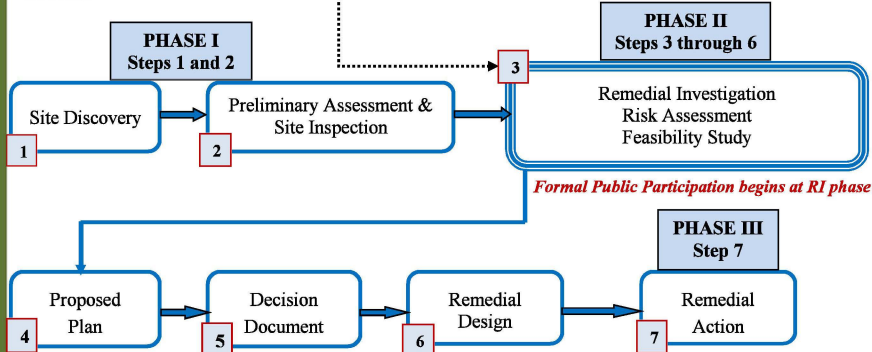 PHASE I
Steps 1 and 2
PHASE II
Steps 3 through 6
3
Site Discovery
1
Preliminary Assessment &
Site Inspection
2
Remedial Investigation
Risk Assessment
Feasibility Study
Formal Public Participation begins at RI phase
PHASE III
Step 7
Proposed
Plan
4
Decision
Document
5
Remedial
Design
6
Remedial
Action
7